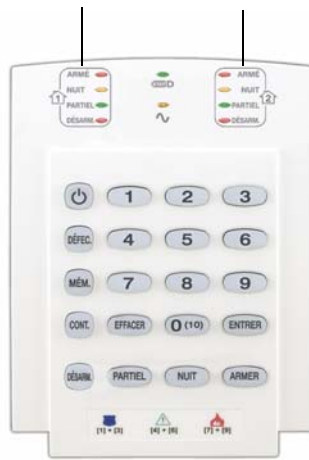 ARMÉ ARMÉ
NUIT NUIT
1 PARTIEL PARTIEL 2
DÉSARM. DÉSARM.
1 2 3
DÉFEC. 4 5 6
MÉM. 7 8 9
CONT. EFFACER 0 (10) ENTRER
DÉSARM. PARTIEL NUIT ARMER
[1] + [3] [4] + [6] [7] + [9]